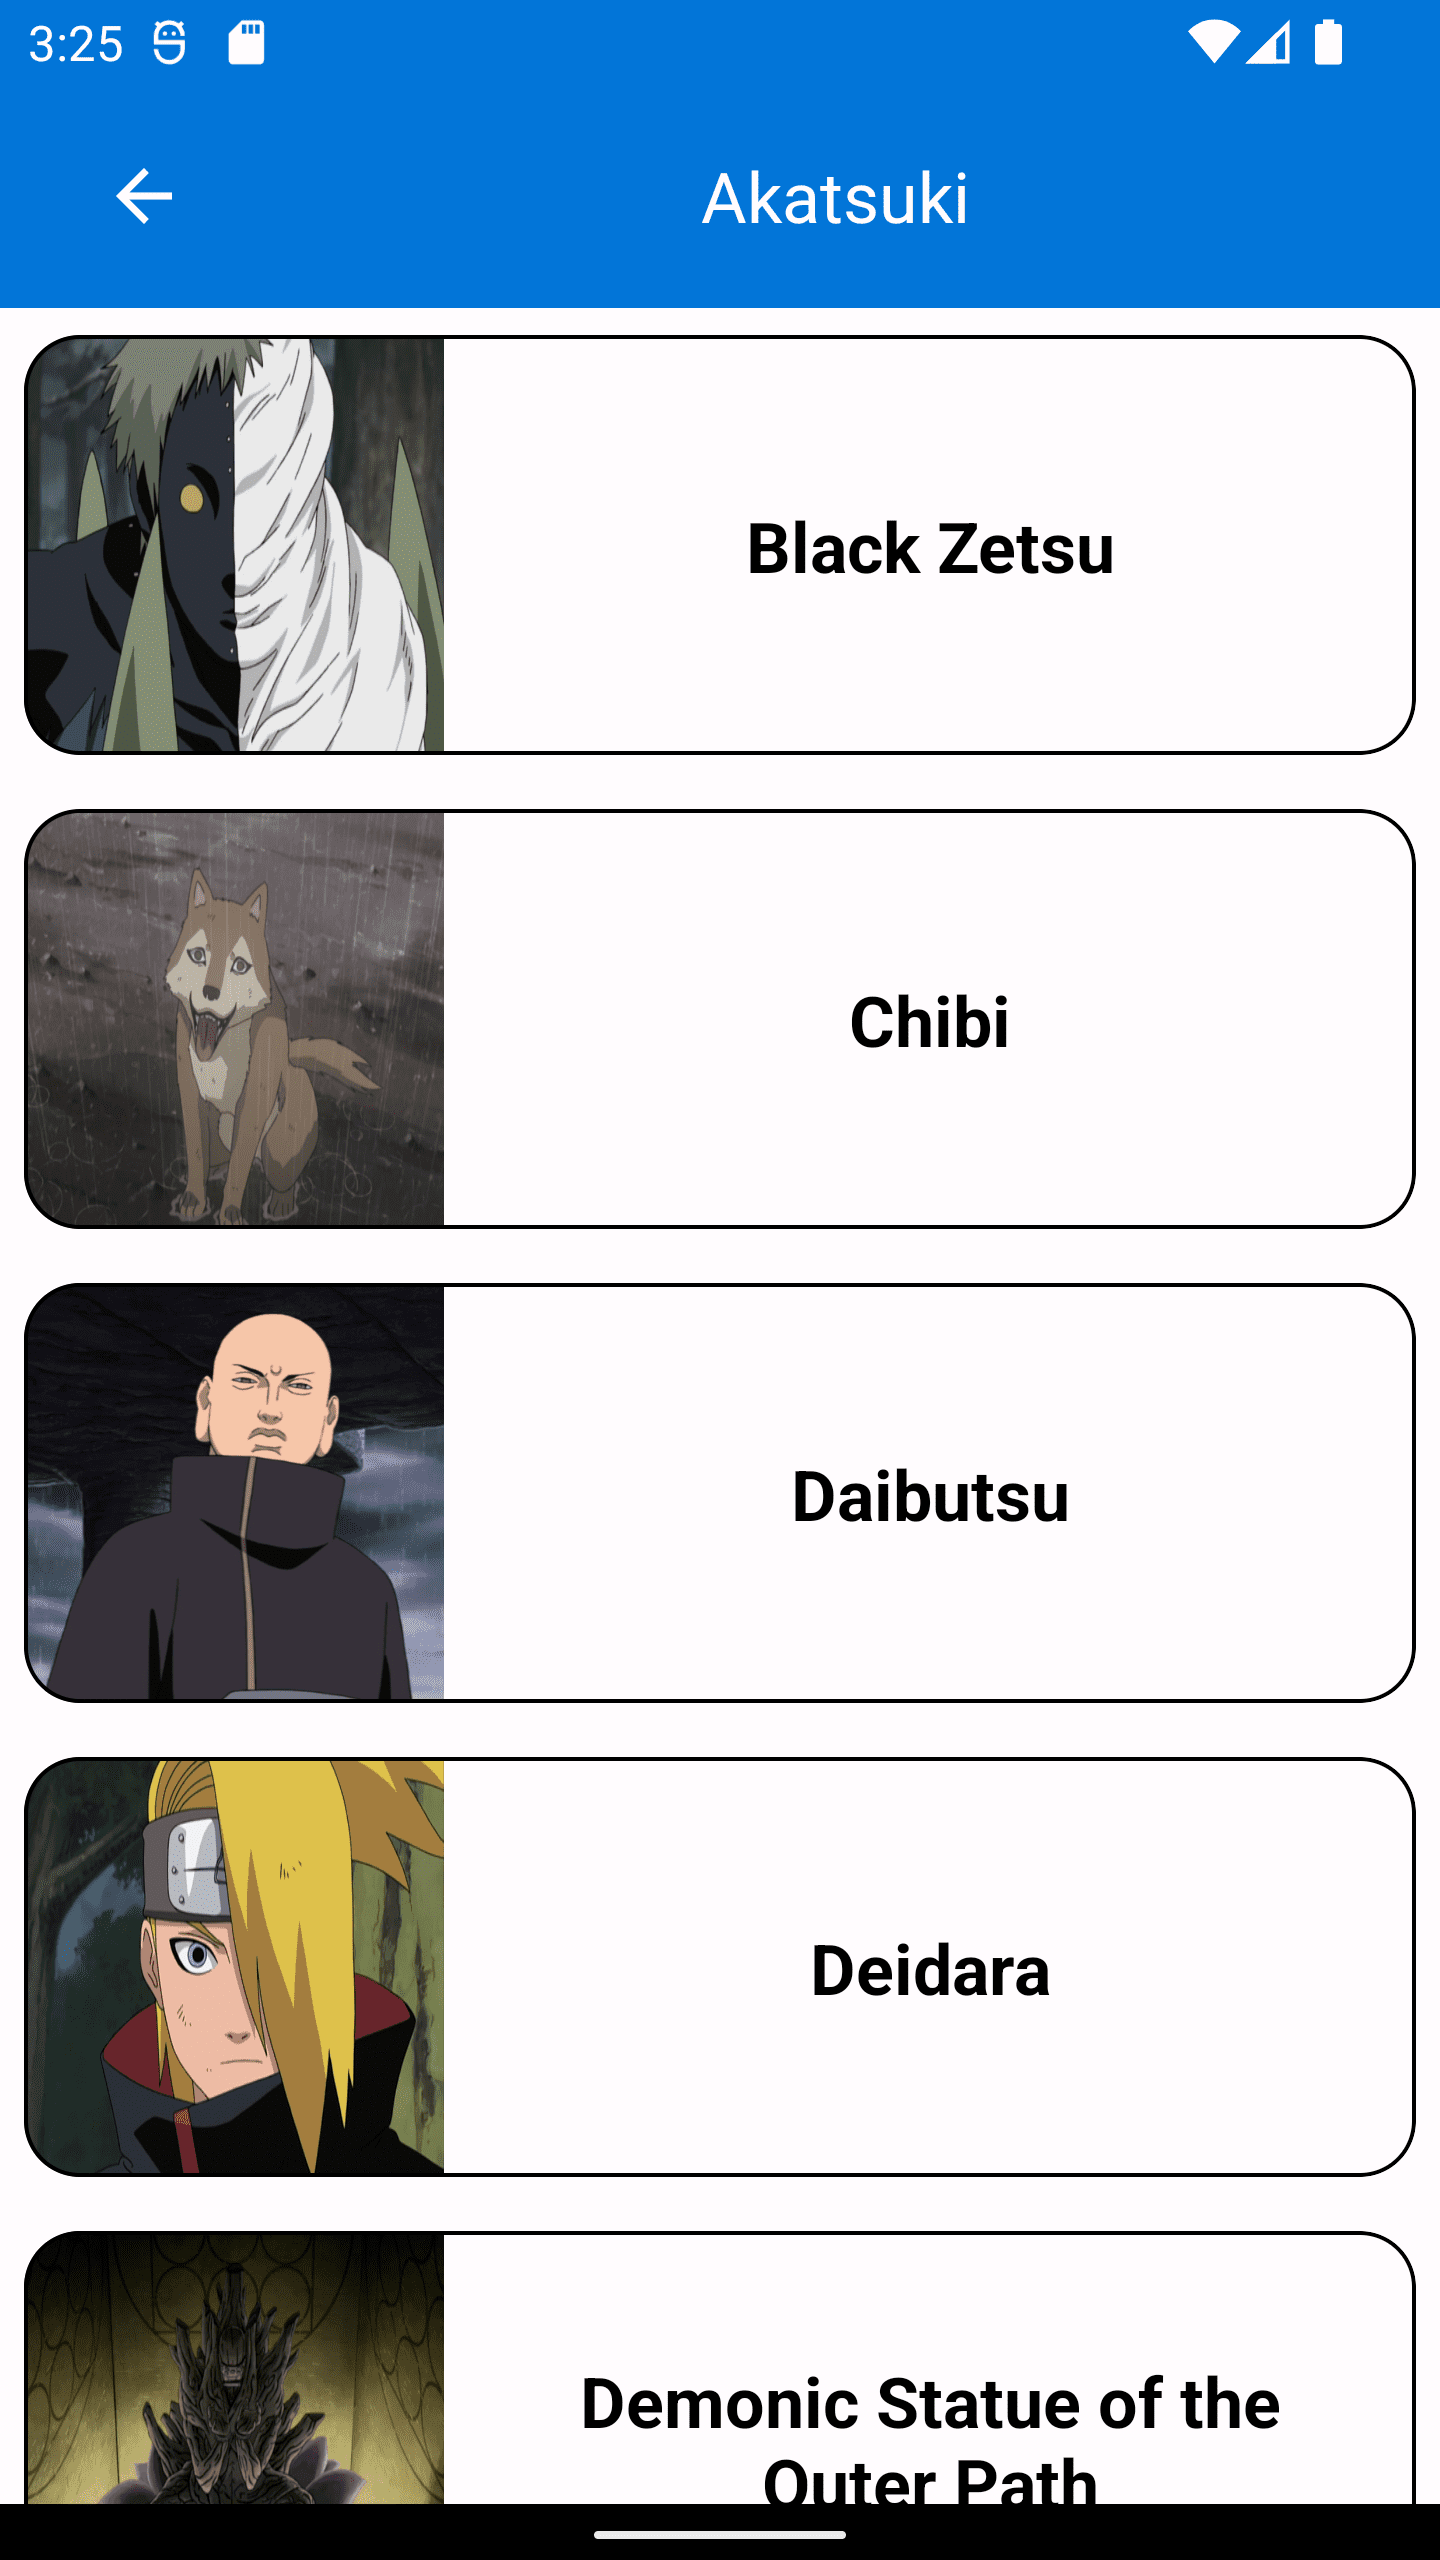 3:25
Akatsuki
Black Zetsu
Chibi
Daibutsu
Deidara
Demonic Statue of the
Outer Path